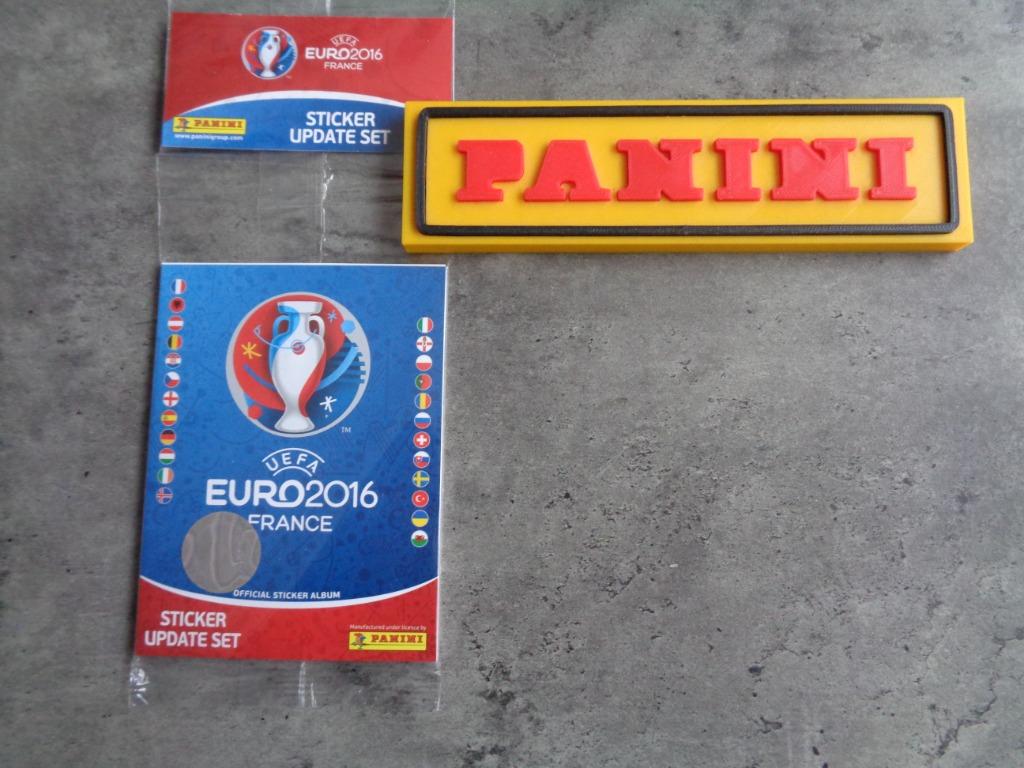 UEFA
EURO2016
FRANCE
PANINI
www.paninigroup.com
STICKER
UPDATE SET
PANINI
TM
UEFA
EURO2016
FRANCE
OFFICIAL STICKER ALBUM
STICKER
UPDATE SET
Manufactured under licence by
PANINI